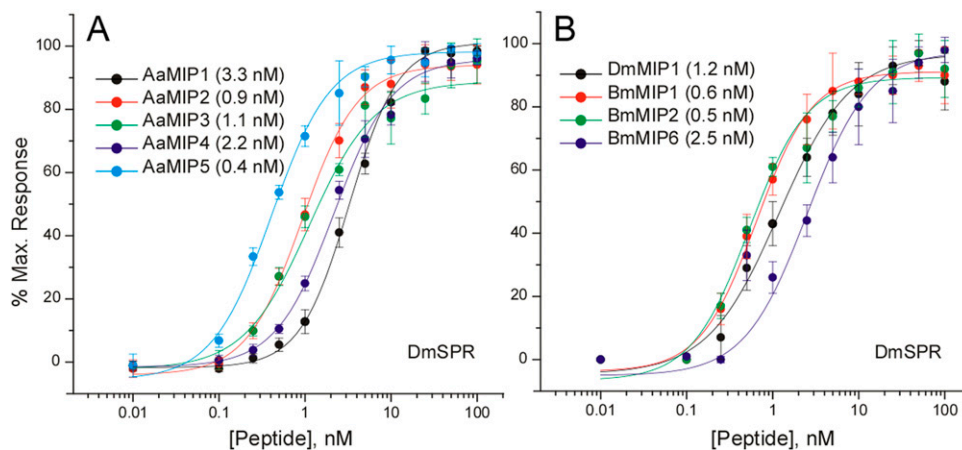 A
AaMIP1 (3.3 nM)
AaMIP2 (0.9 nM)
AaMIP3 (1.1 nM)
AaMIP4 (2.2 nM)
AaMIP5 (0.4 nM)
% Max. Response
100
80
60
40
20
0
DmSPR
0.01 0.1 1 10 100
[Peptide], nM
B
DmMIP1 (1.2 nM)
BmMIP1 (0.6 nM)
BmMIP2 (0.5 nM)
BmMIP6 (2.5 nM)
100
80
60
40
20
0
DmSPR
0.01 0.1 1 10 100
[Peptide], nM